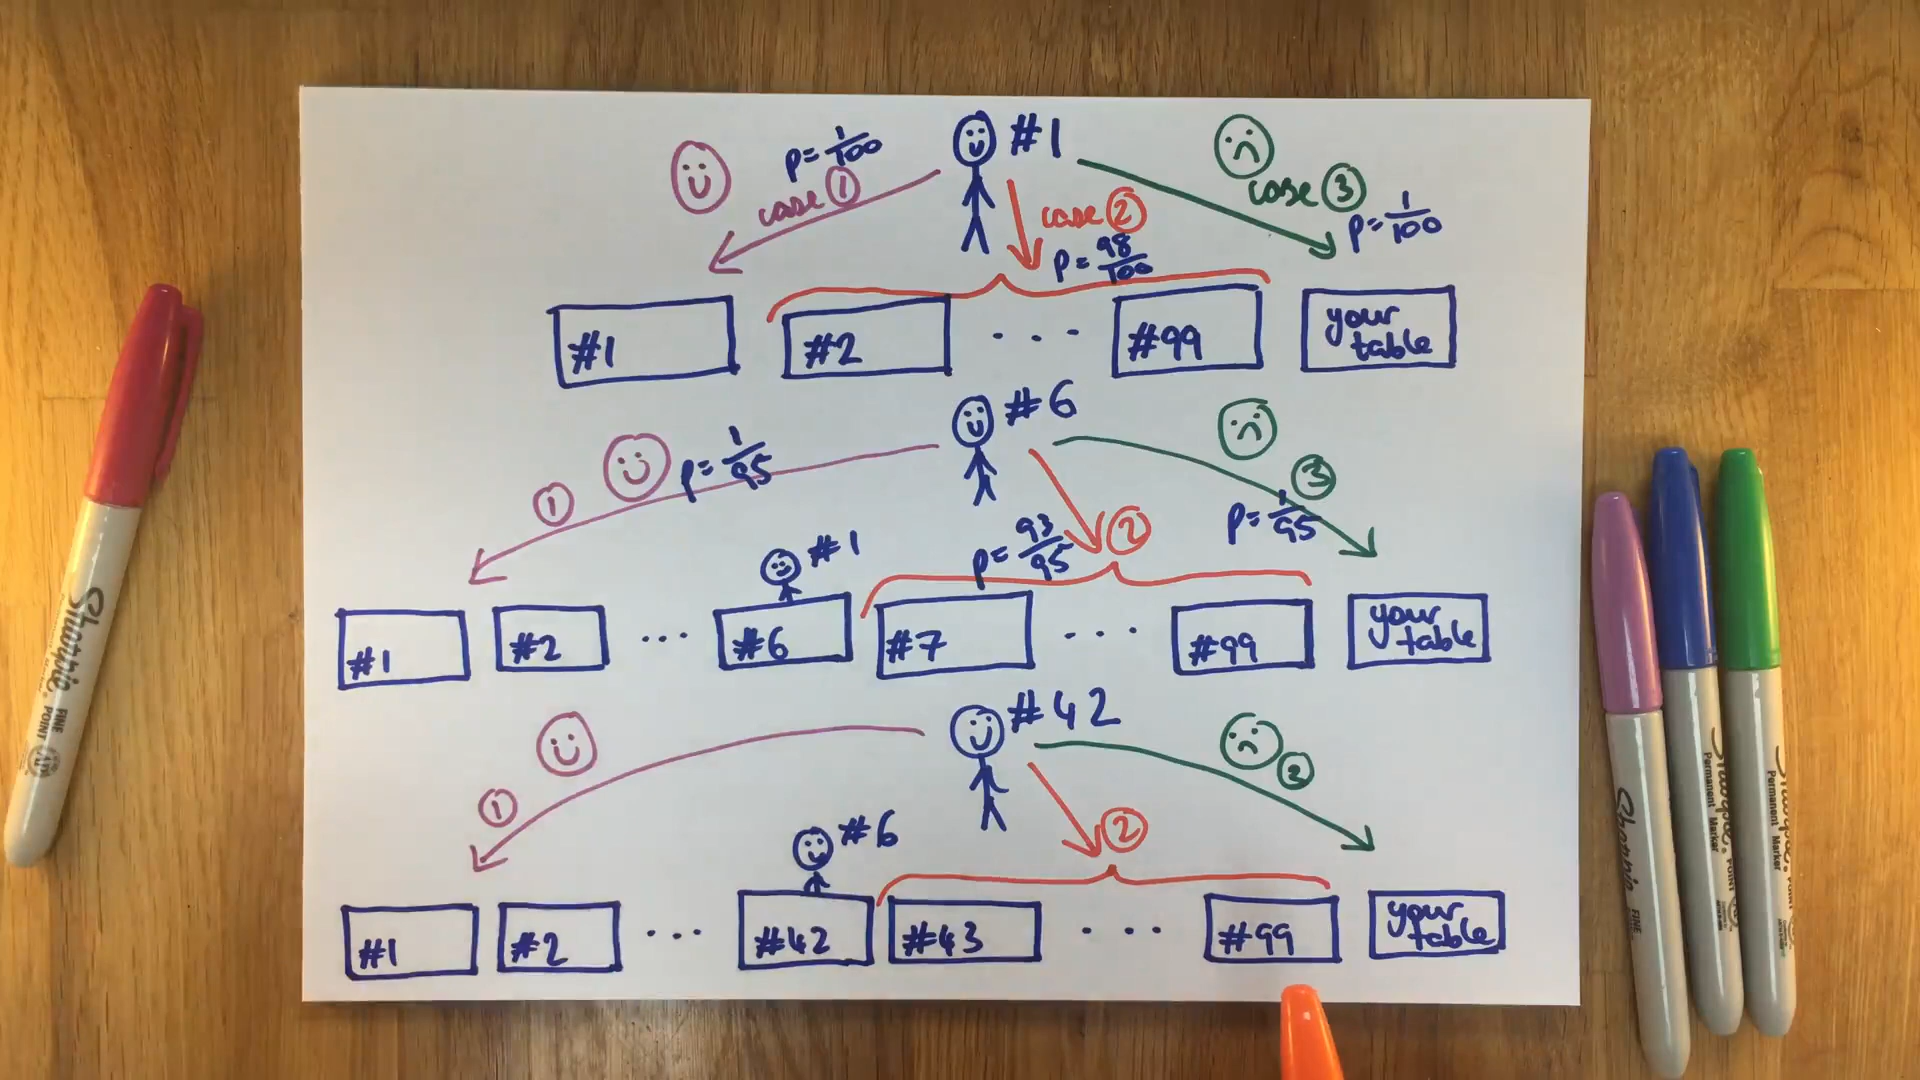 #1
p=1/100
case 1
case 2
p=98/100
case 3
p=1/100
#1
#2
...
#99
your
table
#6
1
p=1/95
2
p=93/95
3
p=1/95
#1
#1
#2
...
#6
#7
...
#99
your
table
#42
1
2
2
#6
#1
#2
...
#42
#43
....
#99
your
table
Sharpie
FINE
POINT
Sharpie
FINE
Sharpie
Permanent Marker
Permanent Marker